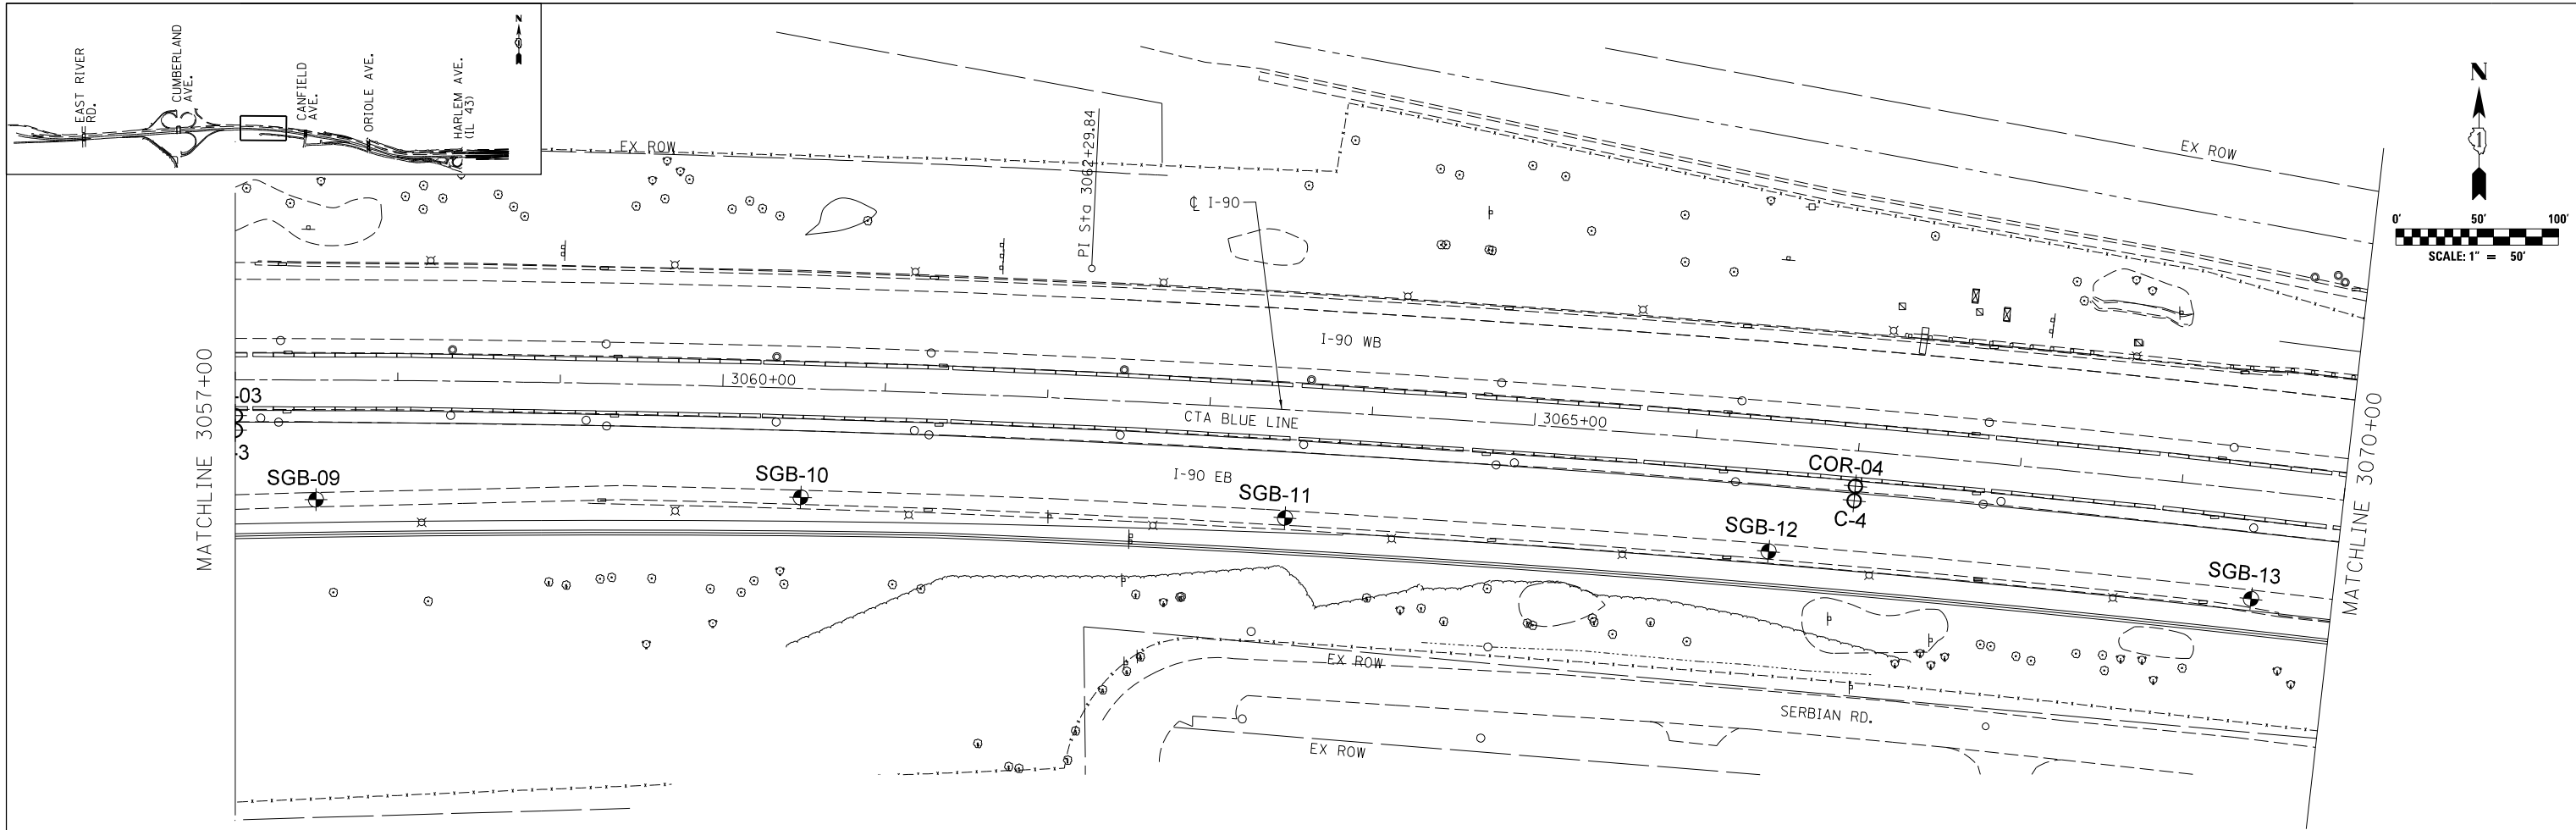 EAST RIVER
RD.
CUMBERLAND
AVE.
CANFIELD
AVE.
ORIOLE AVE.
HARLEM AVE.
(IL 43)
N
EX ROW
PI Sta 3062+29.84
℄ I-90
EX ROW
N
1
0' 50' 100'
SCALE: 1" = 50'
I-90 WB
MATCHLINE 3057+00
3060+00
CTA BLUE LINE
3065+00
MATCHLINE 3070+00
-03
-3
SGB-09
SGB-10
I-90 EB
SGB-11
COR-04
C-4
SGB-12
SGB-13
EX ROW
SERBIAN RD.
EX ROW